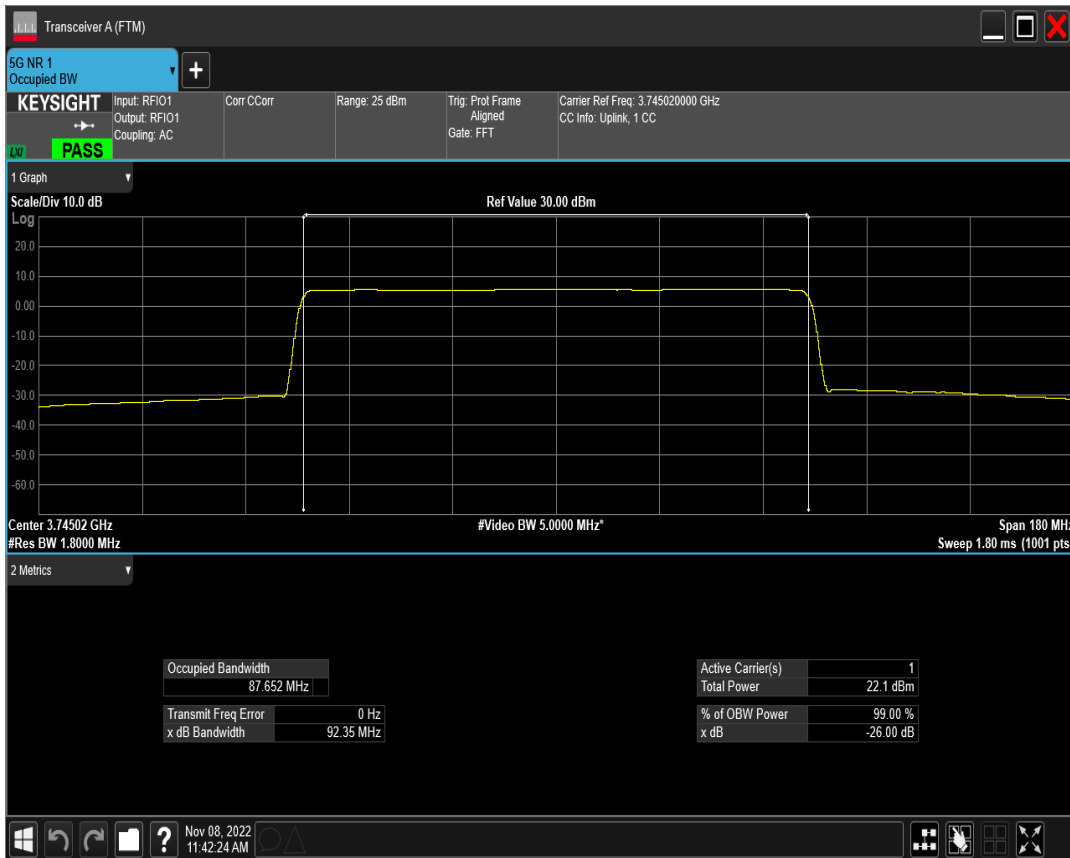 Transceiver A (FTM)
5G NR 1
Occupied BW
+
KEYSIGHT
LXI
PASS
Input: RFIO1
Output: RFIO1
Coupling: AC
Corr CCorr
Range: 25 dBm
Trig: Prot Frame
Aligned
Gate: FFT
Carrier Ref Freq: 3.745020000 GHz
CC Info: Uplink, 1 CC
1 Graph
Scale/Div 10.0 dB
Ref Value 30.00 dBm
Log
20.0
10.0
0.00
-10.0
-20.0
-30.0
-40.0
-50.0
-60.0
Center 3.74502 GHz
#Video BW 5.0000 MHz*
Span 180 MHz
#Res BW 1.8000 MHz
Sweep 1.80 ms (1001 pts
2 Metrics
Occupied Bandwidth
87.652 MHz
Transmit Freq Error 0 Hz
x dB Bandwidth 92.35 MHz
Active Carrier(s) 1
Total Power 22.1 dBm
% of OBW Power 99.00 %
x dB -26.00 dB
?
Nov 08, 2022
11:42:24 AM